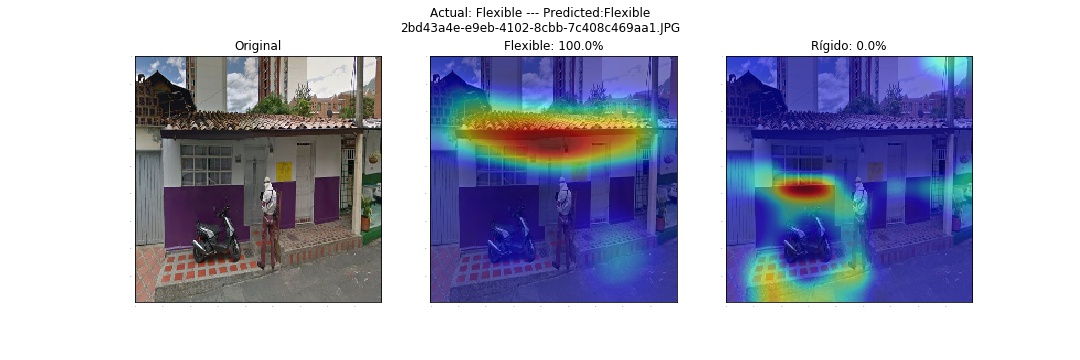 Actual: Flexible --- Predicted:Flexible
2bd43a4e-e9eb-4102-8cbb-7c408c469aa1.JPG
Original
Flexible: 100.0%
Rígido: 0.0%